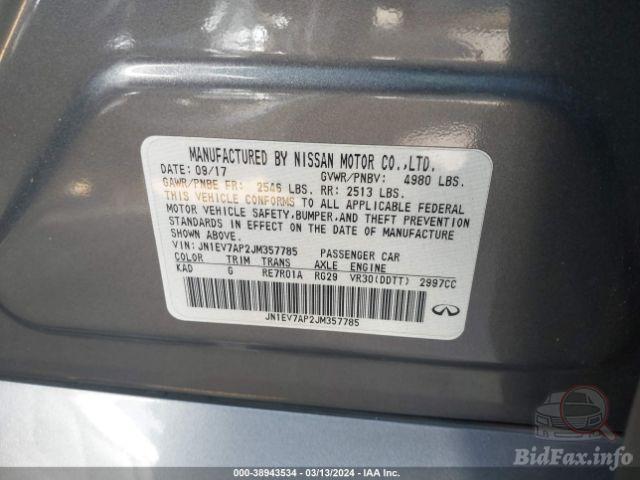 MANUFACTURED BY NISSAN MOTOR CO.,LTD.
DATE: 09/17 GVWR/PNBV: 4980 LBS.
GAWR/PNBE FR: 2546 LBS. RR: 2513 LBS.
THIS VEHICLE CONFORMS TO ALL APPLICABLE FEDERAL
MOTOR VEHICLE SAFETY,BUMPER,AND THEFT PREVENTION
STANDARDS IN EFFECT ON THE DATE OF MANUFACTURE
SHOWN ABOVE.
VIN: JN1EV7AP2JM357785 PASSENGER CAR
COLOR TRIM TRANS AXLE ENGINE
KAD G RE7R01A RG29 VR30(DDTT) 2997CC
JN1EV7AP2JM357785
000-38943534 - 03/13/2024 - IAA Inc.
BidFax.info